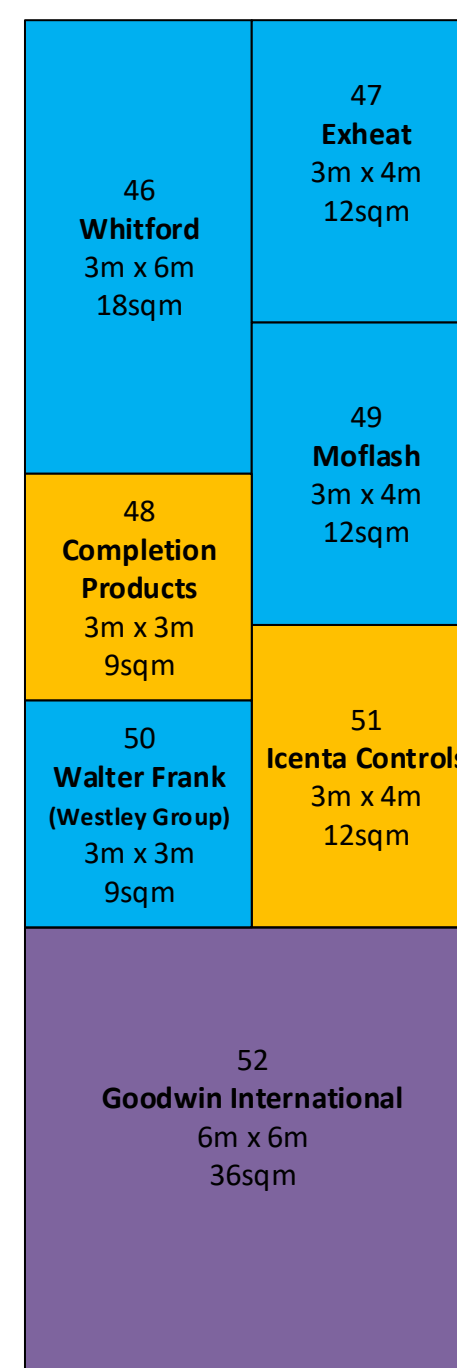 46
Whitford
3m x 6m
18sqm
47
Exheat
3m x 4m
12sqm
48
Completion
Products
3m x 3m
9sqm
49
Moflash
3m x 4m
12sqm
50
Walter Frank
(Westley Group)
3m x 3m
9sqm
51
Icenta Controls
3m x 4m
12sqm
52
Goodwin International
6m x 6m
36sqm